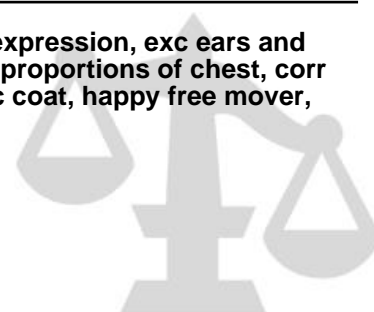 expression, exc ears and
proportions of chest, corr
c coat, happy free mover,